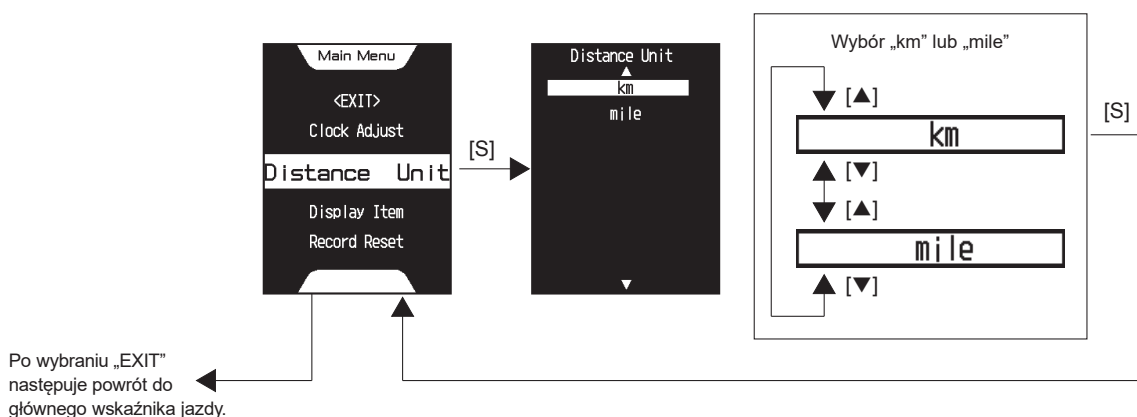 Main Menu
<EXIT>
Clock Adjust
Distance Unit
Display Item
Record Reset
[S]
Distance Unit
▲
km
mile
▼
Wybór „km” lub „mile”
[▲]
km
[▼]
[▲]
mile
[▼]
[S]
Po wybraniu „EXIT”
następuje powrót do
głównego wskaźnika jazdy.